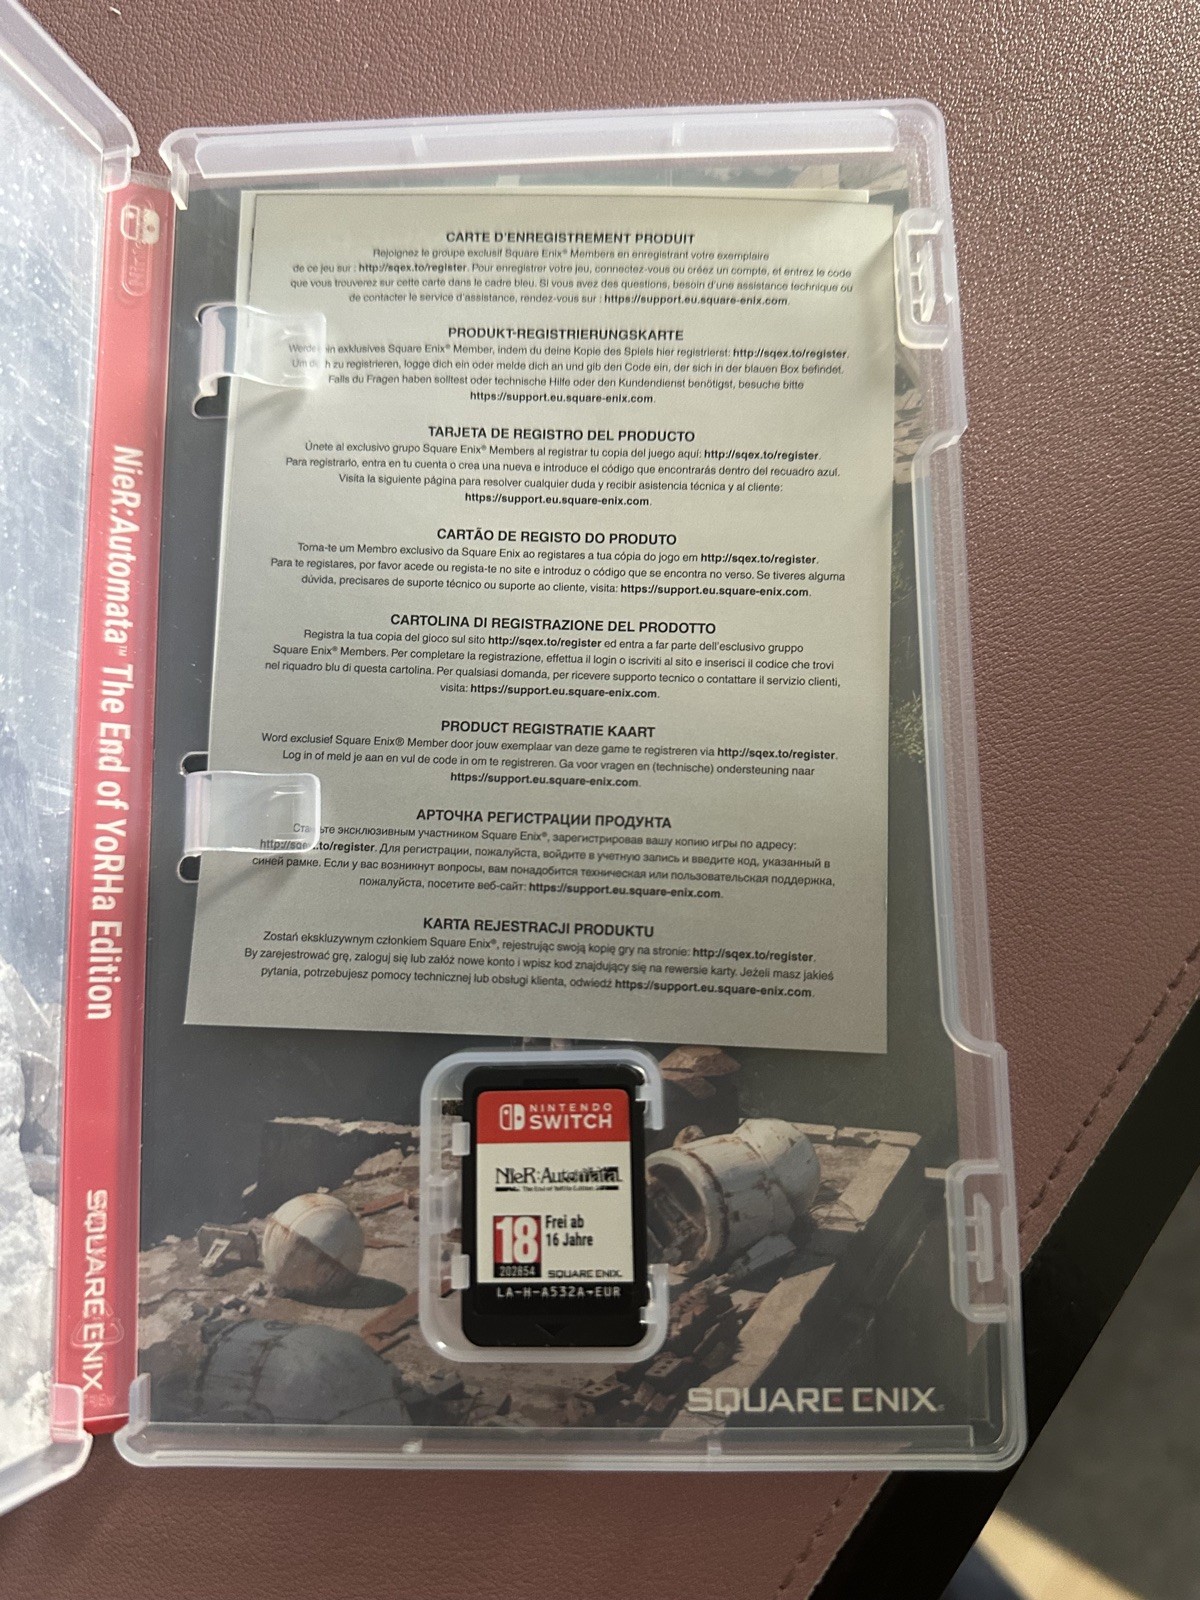 NieR:Automata™ The End of YoRHa Edition
SQUARE ENIX
CARTE D'ENREGISTREMENT PRODUIT
Rejoignez le groupe exclusif Square Enix® Members en enregistrant votre exemplaire
de ce jeu sur : http://sqex.to/register. Pour enregistrer votre jeu, connectez-vous ou créez un compte, et entrez le code
que vous trouverez sur cette carte dans le cadre bleu. Si vous avez des questions, besoin d'une assistance technique ou
de contacter le service d'assistance, rendez-vous sur : https://support.eu.square-enix.com.
PRODUKT-REGISTRIERUNGSKARTE
exklusives Square Enix® Member, indem du deine Kopie des Spiels hier registrierst: http://sqex.to/register.
Um zu registrieren, logge dich ein oder melde dich an und gib den Code ein, der sich in der blauen Box befindet.
Falls du Fragen haben solltest oder technische Hilfe oder den Kundendienst benötigst, besuche bitte
https://support.eu.square-enix.com.
TARJETA DE REGISTRO DEL PRODUCTO
Únete al exclusivo grupo Square Enix® Members al registrar tu copia del juego aquí: http://sqex.to/register.
Para registrarlo, entra en tu cuenta o crea una nueva e introduce el código que encontrarás dentro del recuadro azul.
Visita la siguiente página para resolver cualquier duda y recibir asistencia técnica y al cliente:
https://support.eu.square-enix.com.
CARTÃO DE REGISTO DO PRODUTO
Torna-te um Membro exclusivo da Square Enix ao registares a tua cópia do jogo em http://sqex.to/register.
Para te registares, por favor acede ou regista-te no site e introduz o código que se encontra no verso. Se tiveres alguma
dúvida, precisares de suporte técnico ou suporte ao cliente, visita: https://support.eu.square-enix.com.
CARTOLINA DI REGISTRAZIONE DEL PRODOTTO
Registra la tua copia del gioco sul sito http://sqex.to/register ed entra a far parte dell'esclusivo gruppo
Square Enix® Members. Per completare la registrazione, effettua il login o iscriviti al sito e inserisci il codice che trovi
nel riquadro blu di questa cartolina. Per qualsiasi domanda, per ricevere supporto tecnico o contattare il servizio clienti,
visita: https://support.eu.square-enix.com.
PRODUCT REGISTRATIE KAART
Word exclusief Square Enix® Member door jouw exemplaar van deze game te registreren via http://sqex.to/register.
Log in of meld je aan en vul de code in om te registreren. Ga voor vragen en (technische) ondersteuning naar
https://support.eu.square-enix.com.
АРТОЧКА РЕГИСТРАЦИИ ПРОДУКТА
эксклюзивным участником Square Enix®, зарегистрировав вашу копию игры по адресу:
http://sqex.to/register. Для регистрации, пожалуйста, войдите в учетную запись и введите код, указанный в
синей рамке. Если у вас возникнут вопросы, вам понадобится техническая или пользовательская поддержка,
пожалуйста, посетите веб-сайт: https://support.eu.square-enix.com.
KARTA REJESTRACJI PRODUKTU
Zostań ekskluzywnym członkiem Square Enix®, rejestrując swoją kopię gry na stronie: http://sqex.to/register.
By zarejestrować grę, zaloguj się lub załóż nowe konto i wpisz kod znajdujący się na rewersie karty. Jeżeli masz jakieś
pytania, potrzebujesz pomocy technicznej lub obsługi klienta, odwiedź https://support.eu.square-enix.com.
NINTENDO
SWITCH
NieR:Automata
The End of YoRHa Edition
18 Frei ab
16 Jahre
202854 SQUARE ENIX
LA-H-A532A-EUR
SQUARE ENIX